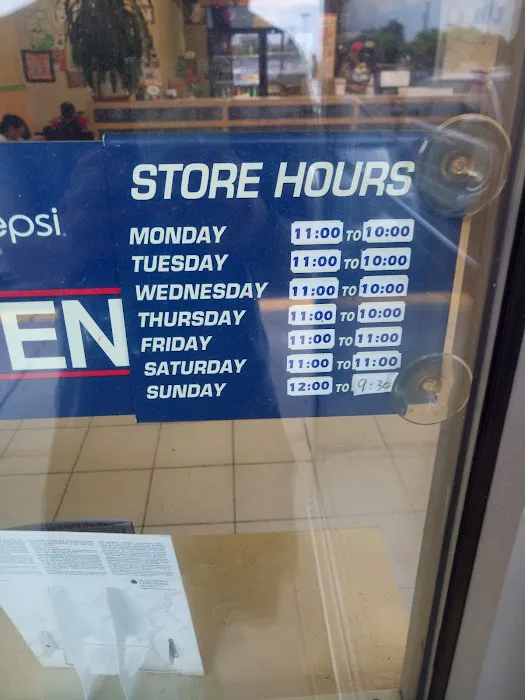 STORE HOURS
epsi
MONDAY 11:00 TO 10:00
TUESDAY 11:00 TO 10:00
WEDNESDAY 11:00 TO 10:00
THURSDAY 11:00 TO 10:00
FRIDAY 11:00 TO 11:00
SATURDAY 11:00 TO 11:00
SUNDAY 12:00 TO 9:30
EN